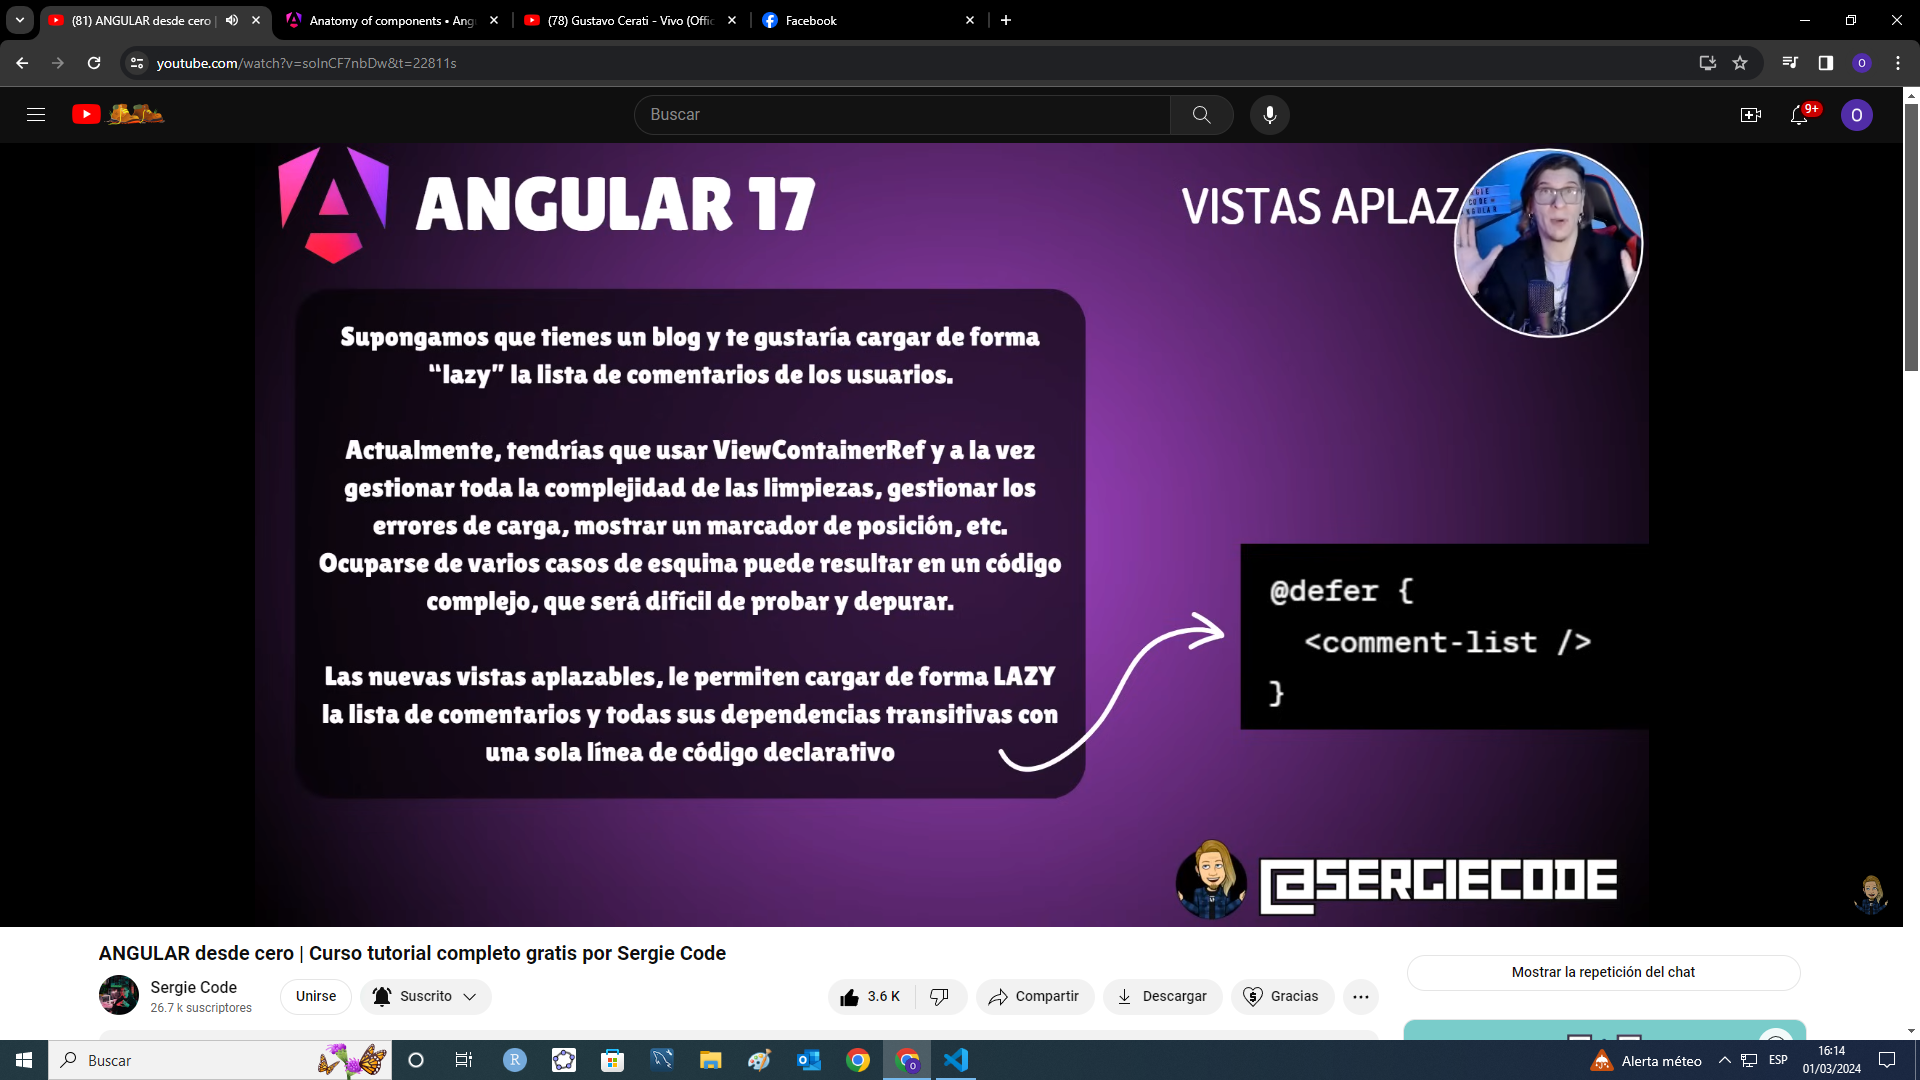 (81) ANGULAR desde cero |
Anatomy of components • Ang
(78) Gustavo Cerati - Vivo (Ofic
Facebook
youtube.com/watch?v=soInCF7nbDw&t=22811s
O
Buscar
9+
O
ANGULAR 17
VISTAS APLAZ
Supongamos que tienes un blog y te gustaría cargar de forma
“lazy” la lista de comentarios de los usuarios.
Actualmente, tendrías que usar ViewContainerRef y a la vez
gestionar toda la complejidad de las limpiezas, gestionar los
errores de carga, mostrar un marcador de posición, etc.
Ocuparse de varios casos de esquina puede resultar en un código
complejo, que será difícil de probar y depurar.
Las nuevas vistas aplazables, le permiten cargar de forma LAZY
la lista de comentarios y todas sus dependencias transitivas con
una sola línea de código declarativo
@defer {
<comment-list />
}
@SERGIECODE
ANGULAR desde cero | Curso tutorial completo gratis por Sergie Code
Sergie Code
26.7 k suscriptores
Unirse
Suscrito
3.6 K
Compartir
Descargar
Gracias
Mostrar la repetición del chat
Buscar
Alerta méteo
ESP
16:14
01/03/2024